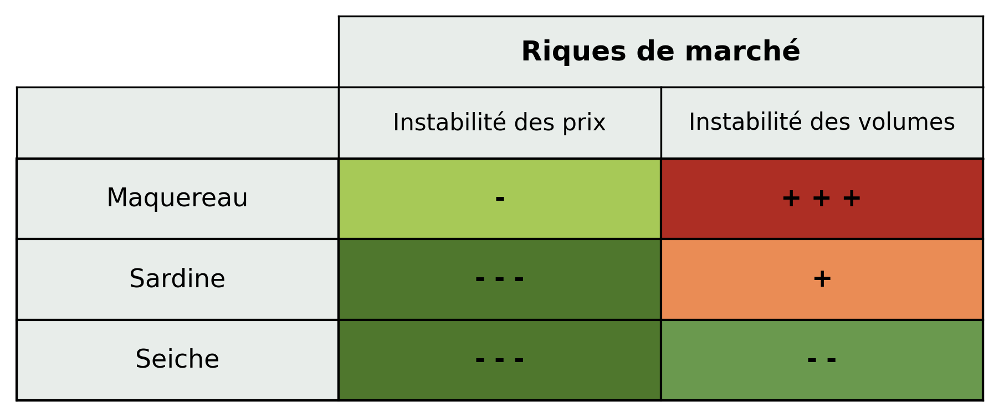 Riques de marché
Instabilité des prix Instabilité des volumes
Maquereau - + + +
Sardine - - - +
Seiche - - - - -